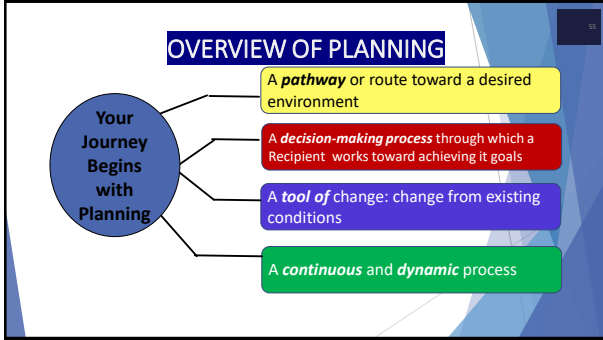 55
OVERVIEW OF PLANNING
Your
Journey
Begins
with
Planning
A pathway or route toward a desired
environment
A decision-making process through which a
Recipient works toward achieving it goals
A tool of change: change from existing
conditions
A continuous and dynamic process